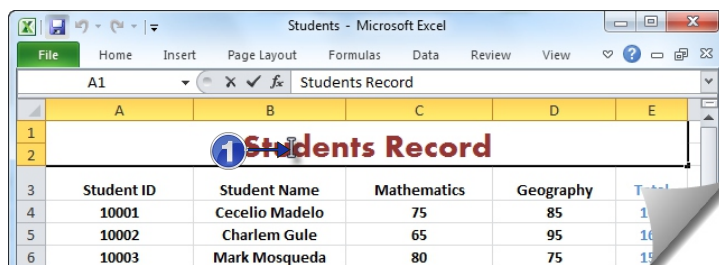 Students - Microsoft Excel
File Home Insert Page Layout Formulas Data Review View
A1 fx Students Record
A B C D E
1
2 1 Students Record
3 Student ID Student Name Mathematics Geography
4 10001 Cecelio Madelo 75 85
5 10002 Charlem Gule 65 95
6 10003 Mark Mosqueda 80 75